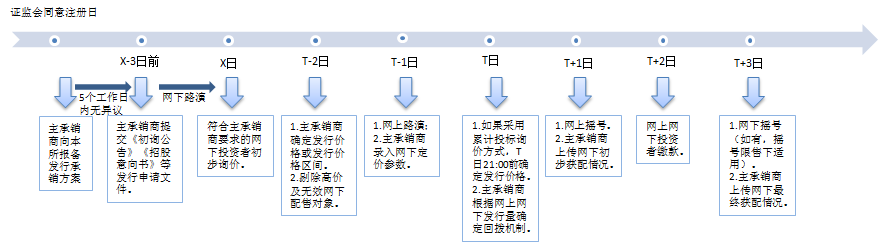 证监会同意注册日
X-3日前
X日
T-2日
T-1日
T日
T+1日
T+2日
T+3日
5个工作日
内无异议
网下路演
主承销
商向本
所报备
发行承
销方案
主承销商提
交《初询公
告》《招股
意向书》等
发行申请文
件。
符合主承销
商要求的网
下投资者初
步询价。
1.主承销商
确定发行价
格或发行价
格区间。
2.剔除高价
及无效网下
配售对象。
1.网上路演;
2.主承销商
录入网下定
价参数。
1.如果采用
累计投标询
价方式，T
日21:00前确
定发行价格。
2.主承销商
根据网上网
下发行量确
定回拨机制。
1.网上摇号。
2.主承销商
上传网下初
步获配情况。
网上网
下投资
者缴款。
1.网下摇号
（如有，摇
号限售下适
用）。
2.主承销商
上传网下最
终获配情况。